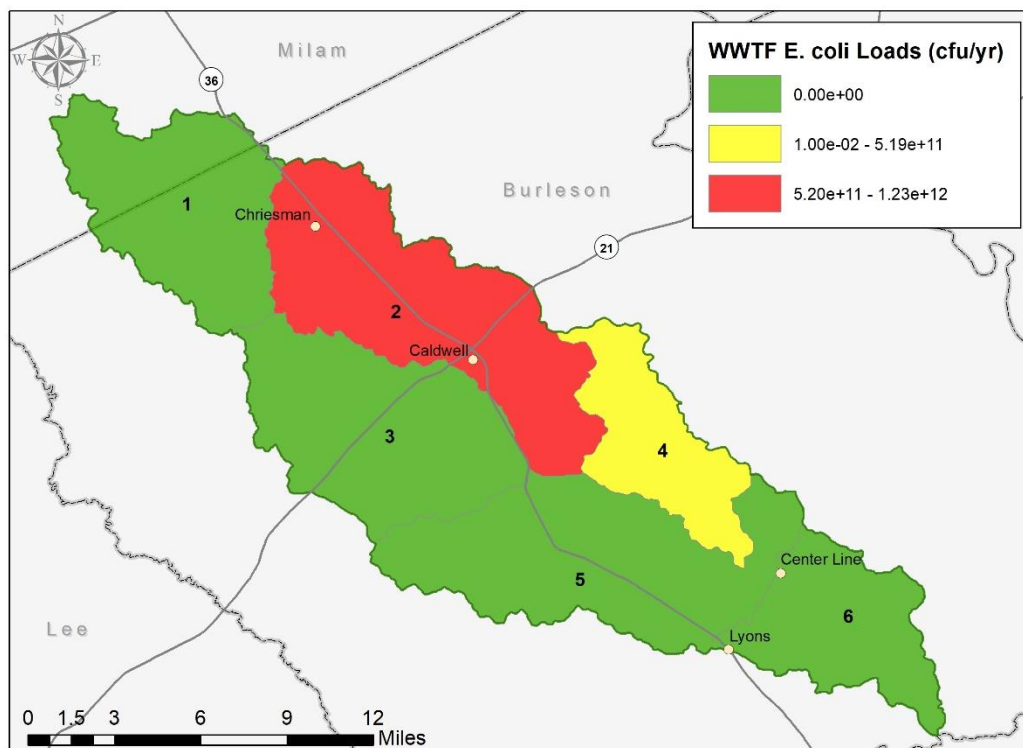 N
W
E
S
Milam
36
WWTF E. coli Loads (cfu/yr)
0.00e+00
1.00e-02 - 5.19e+11
5.20e+11 - 1.23e+12
Burleson
1
Chriesman
21
2
Caldwell
3
4
Center Line
5
6
Lee
Lyons
0 1.5 3 6 9 12
Miles